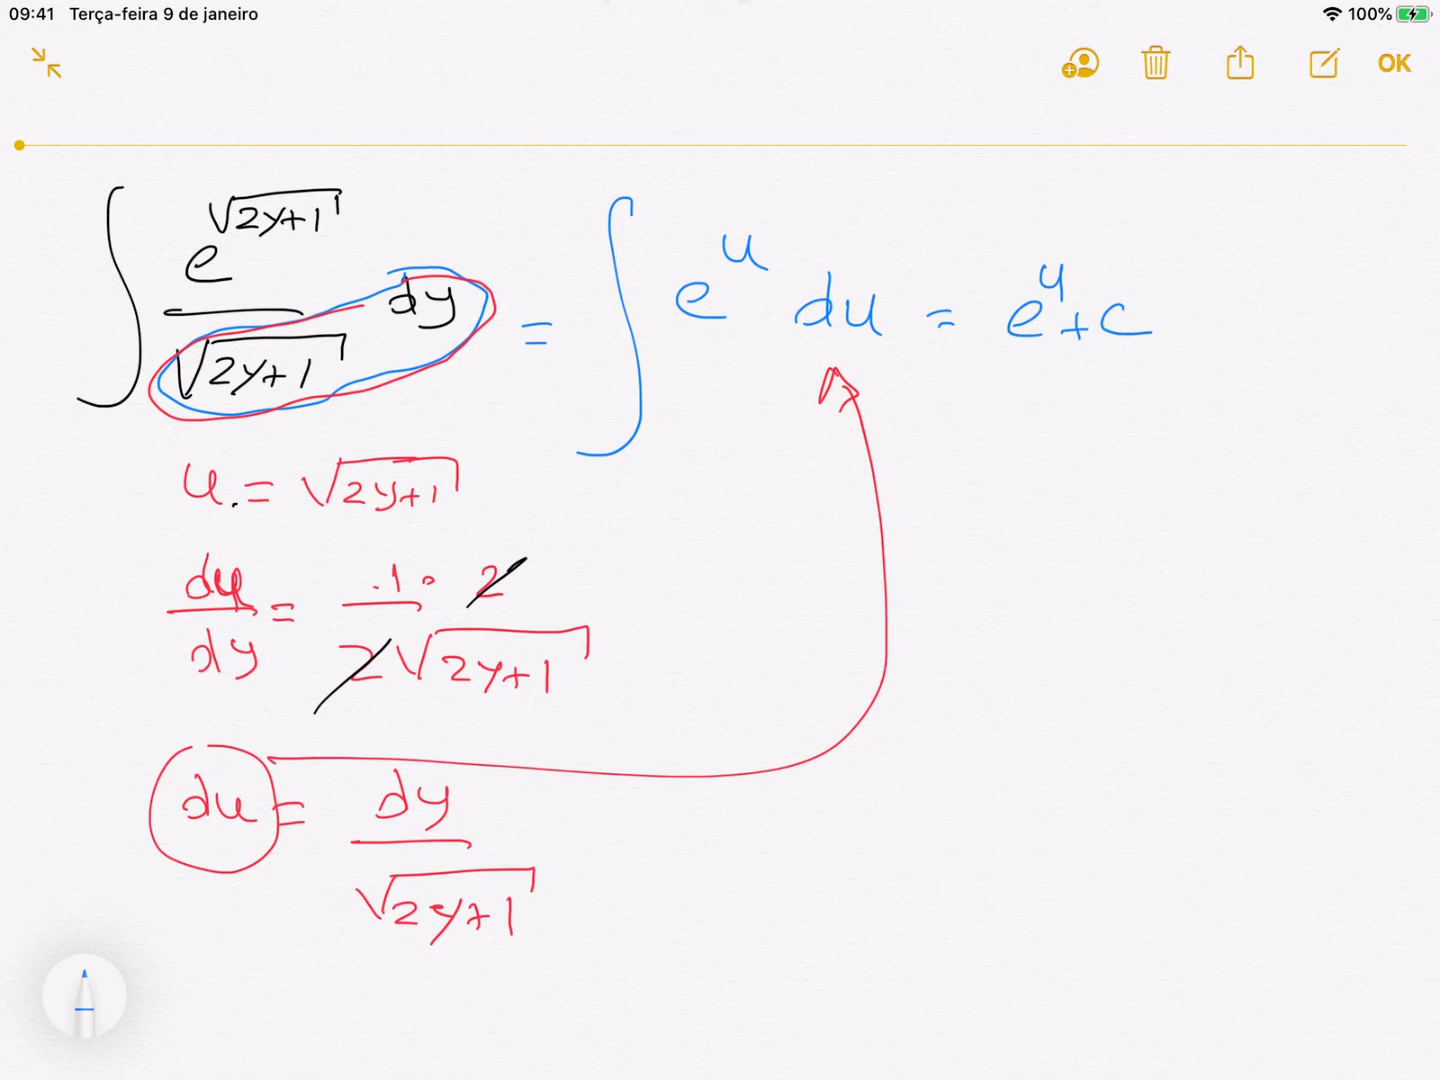 09:41 Terça-feira 9 de janeiro 100%
OK
∫ e^√(2y+1) / √(2y+1) dy = ∫ e^u du = e^u + C
u = √(2y+1)
du/dy = 1 · 2 / 2√(2y+1)
du = dy / √(2y+1)